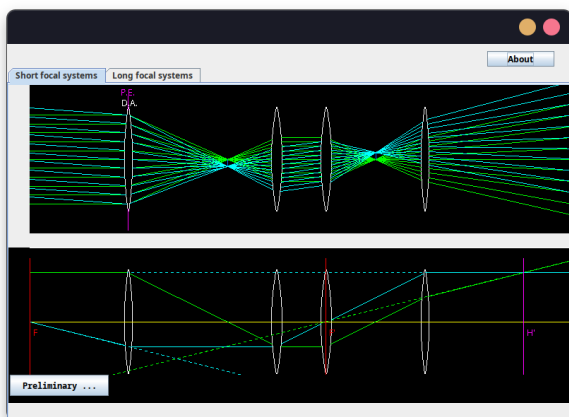 About
Short focal systems
Long focal systems
P.E.
D.A.
F
H'
Preliminary ...